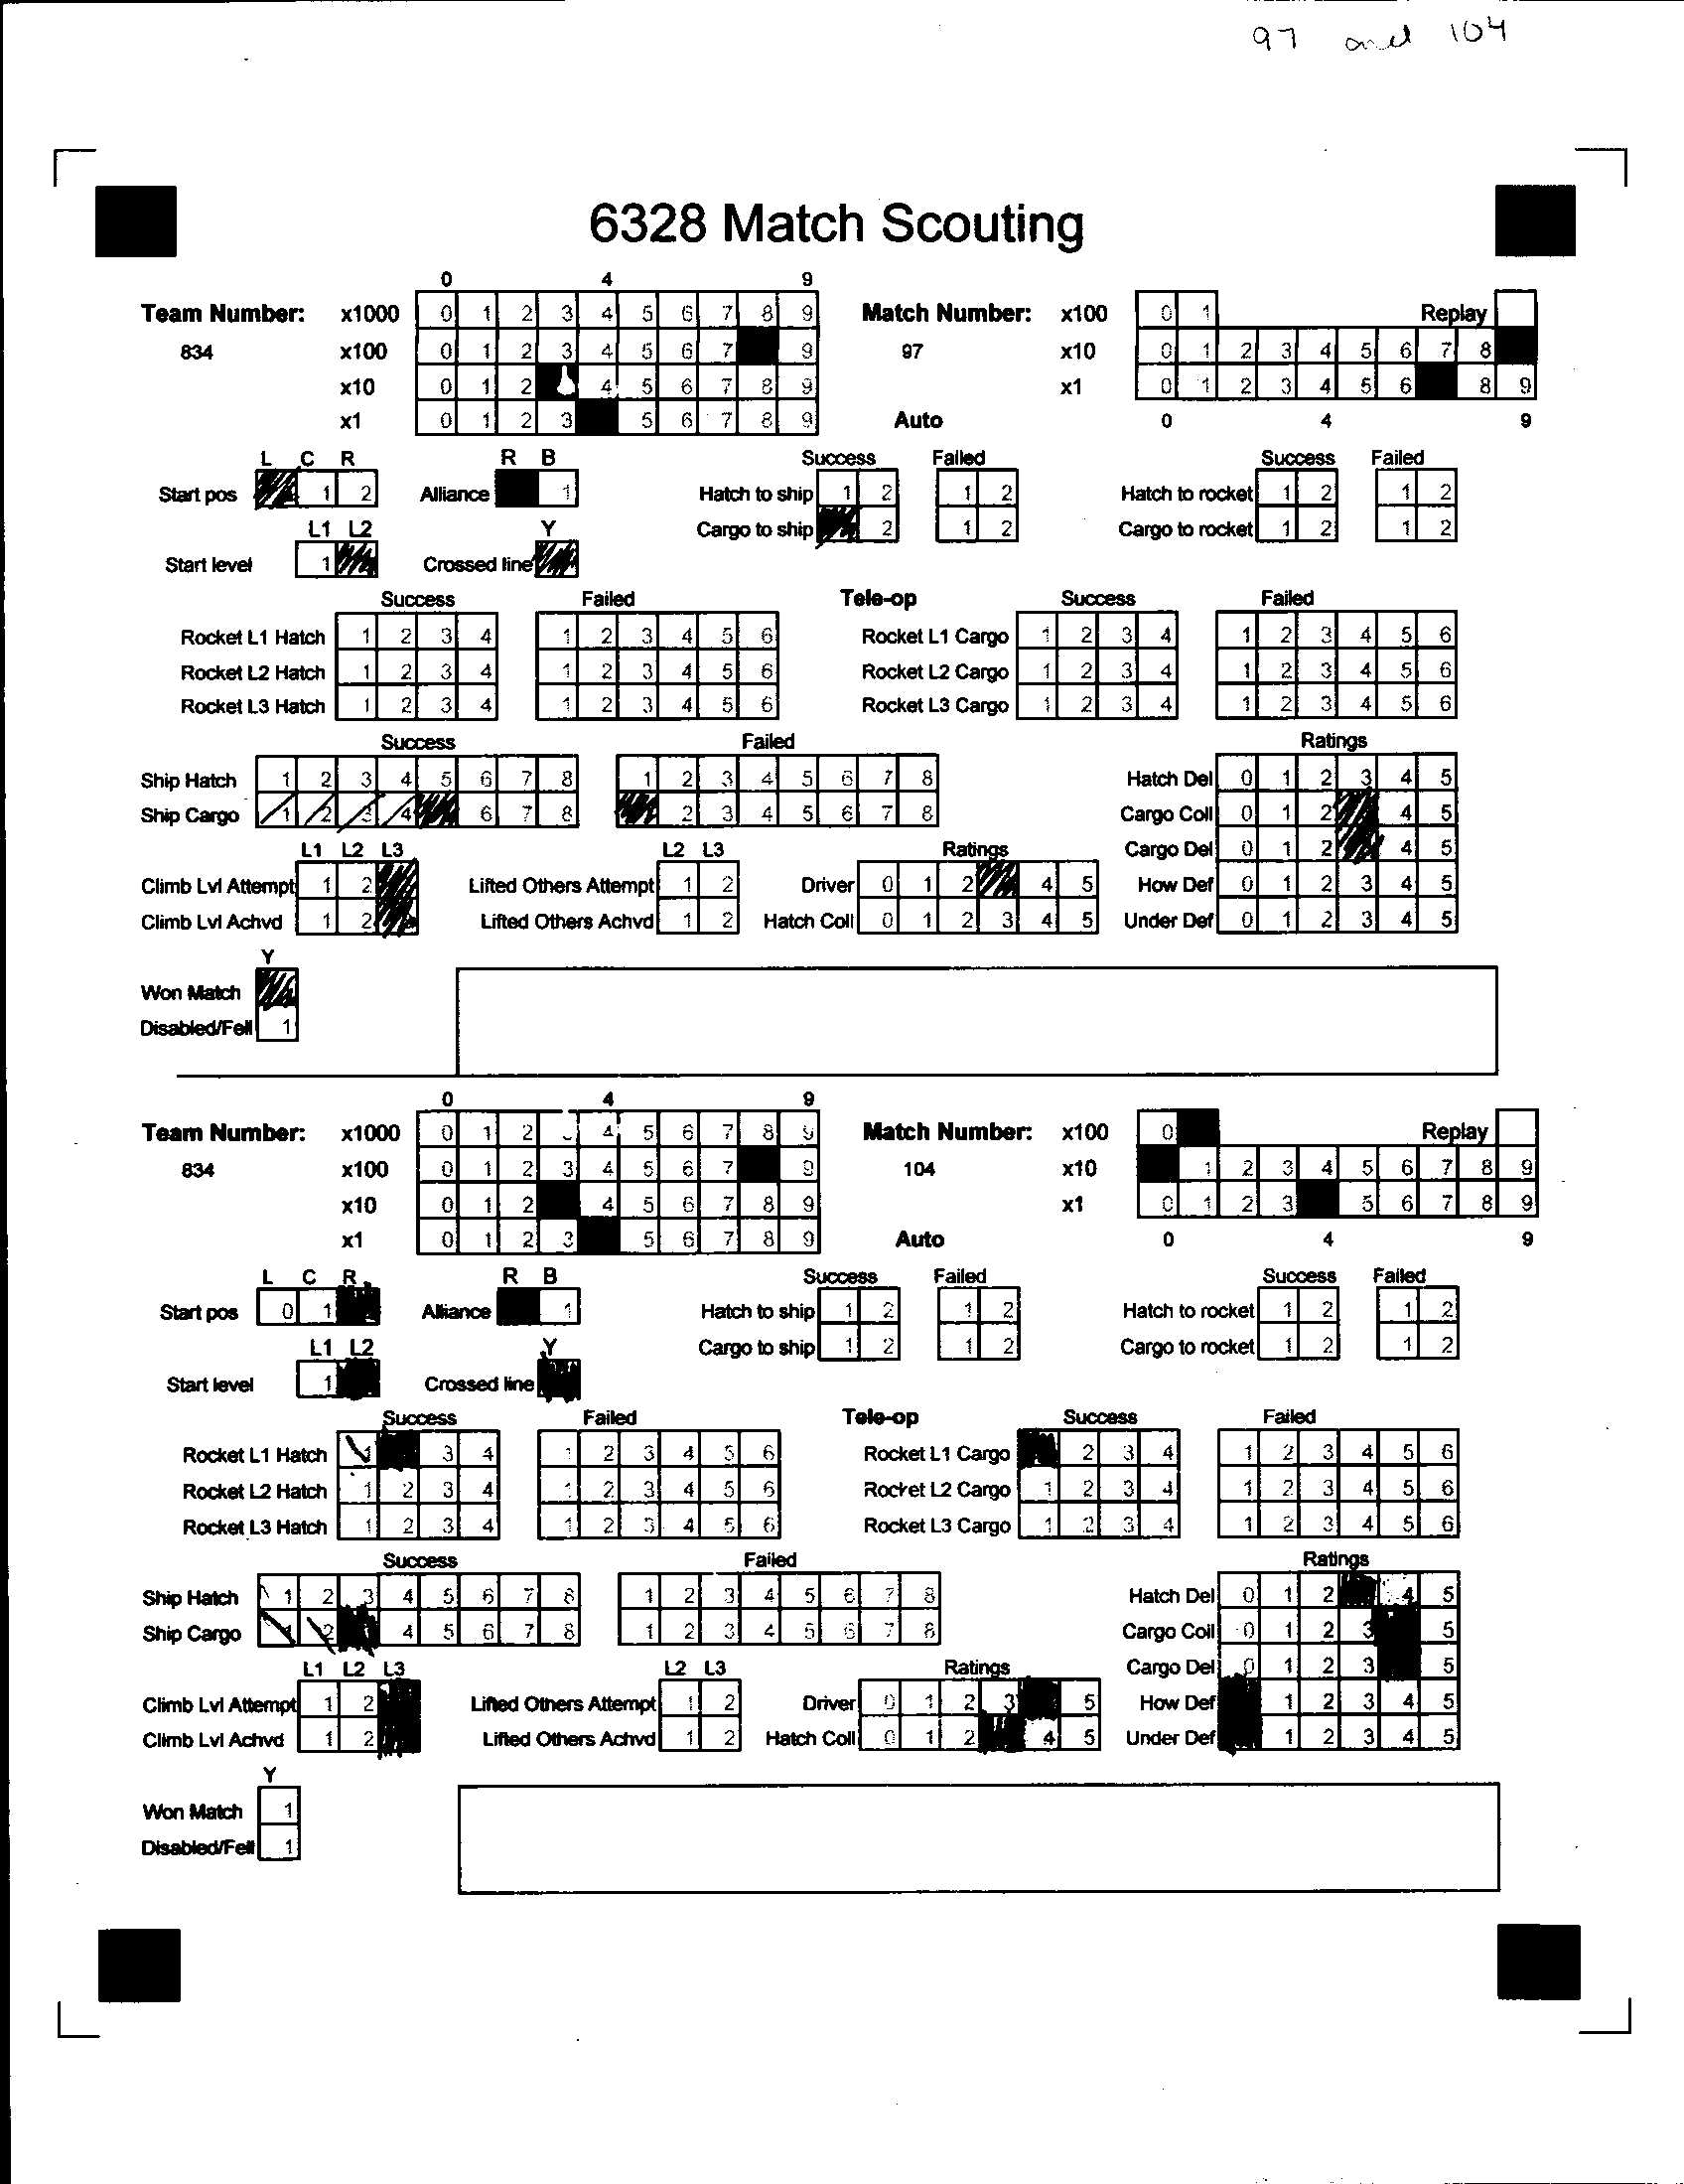 97 and 104
6328 Match Scouting
0 4 9
Team Number: x1000 0 1 2 3 4 5 6 7 8 9 Match Number: x100 0 1 Replay
834 x100 0 1 2 3 4 5 6 7 9 97 x10 0 1 2 3 4 5 6 7 8
x10 0 1 2 4 5 6 7 8 9 x1 0 1 2 3 4 5 6 8 9
x1 0 1 2 3 5 6 7 8 9 Auto 0 4 9
L C R R B Success Failed Success Failed
Start pos 1 2 Alliance 1 Hatch to ship 1 2 1 2 Hatch to rocket 1 2 1 2
L1 L2 Y Cargo to ship 2 1 2 Cargo to rocket 1 2 1 2
Start level 1 Crossed line
Success Failed Tele-op Success Failed
Rocket L1 Hatch 1 2 3 4 1 2 3 4 5 6 Rocket L1 Cargo 1 2 3 4 1 2 3 4 5 6
Rocket L2 Hatch 1 2 3 4 1 2 3 4 5 6 Rocket L2 Cargo 1 2 3 4 1 2 3 4 5 6
Rocket L3 Hatch 1 2 3 4 1 2 3 4 5 6 Rocket L3 Cargo 1 2 3 4 1 2 3 4 5 6
Success Failed Ratings
Ship Hatch 1 2 3 4 5 6 7 8 1 2 3 4 5 6 7 8 Hatch Del 0 1 2 3 4 5
Ship Cargo 1 2 3 4 6 7 8 2 3 4 5 6 7 8 Cargo Coll 0 1 2 4 5
L1 L2 L3 L2 L3 Ratings Cargo Del 0 1 2 4 5
Climb Lvl Attempt 1 2 Lifted Others Attempt 1 2 Driver 0 1 2 4 5 How Def 0 1 2 3 4 5
Climb Lvl Achvd 1 2 Lifted Others Achvd 1 2 Hatch Coll 0 1 2 3 4 5 Under Def 0 1 2 3 4 5
Y
Won Match
Disabled/Fell 1
0 4 9
Team Number: x1000 0 1 2 4 5 6 7 8 9 Match Number: x100 0 Replay
834 x100 0 1 2 3 4 5 6 7 9 104 x10 1 2 3 4 5 6 7 8 9
x10 0 1 2 4 5 6 7 8 9 x1 0 1 2 3 5 6 7 8 9
x1 0 1 2 3 5 6 7 8 9 Auto 0 4 9
L C R R B Success Failed Success Failed
Start pos 0 1 Alliance 1 Hatch to ship 1 2 1 2 Hatch to rocket 1 2 1 2
L1 L2 Y Cargo to ship 1 2 1 2 Cargo to rocket 1 2 1 2
Start level 1 Crossed line
Success Failed Tele-op Success Failed
Rocket L1 Hatch 1 3 4 1 2 3 4 5 6 Rocket L1 Cargo 2 3 4 1 2 3 4 5 6
Rocket L2 Hatch 1 2 3 4 1 2 3 4 5 6 Rocket L2 Cargo 1 2 3 4 1 2 3 4 5 6
Rocket L3 Hatch 1 2 3 4 1 2 3 4 5 6 Rocket L3 Cargo 1 2 3 4 1 2 3 4 5 6
Success Failed Ratings
Ship Hatch 1 2 3 4 5 6 7 8 1 2 3 4 5 6 7 8 Hatch Del 0 1 2 4 5
Ship Cargo 1 2 4 5 6 7 8 1 2 3 4 5 6 7 8 Cargo Coll 0 1 2 3 5
L1 L2 L3 L2 L3 Ratings Cargo Del 0 1 2 3 5
Climb Lvl Attempt 1 2 Lifted Others Attempt 1 2 Driver 0 1 2 3 5 How Def 1 2 3 4 5
Climb Lvl Achvd 1 2 Lifted Others Achvd 1 2 Hatch Coll 0 1 2 4 5 Under Def 1 2 3 4 5
Y
Won Match 1
Disabled/Fell 1